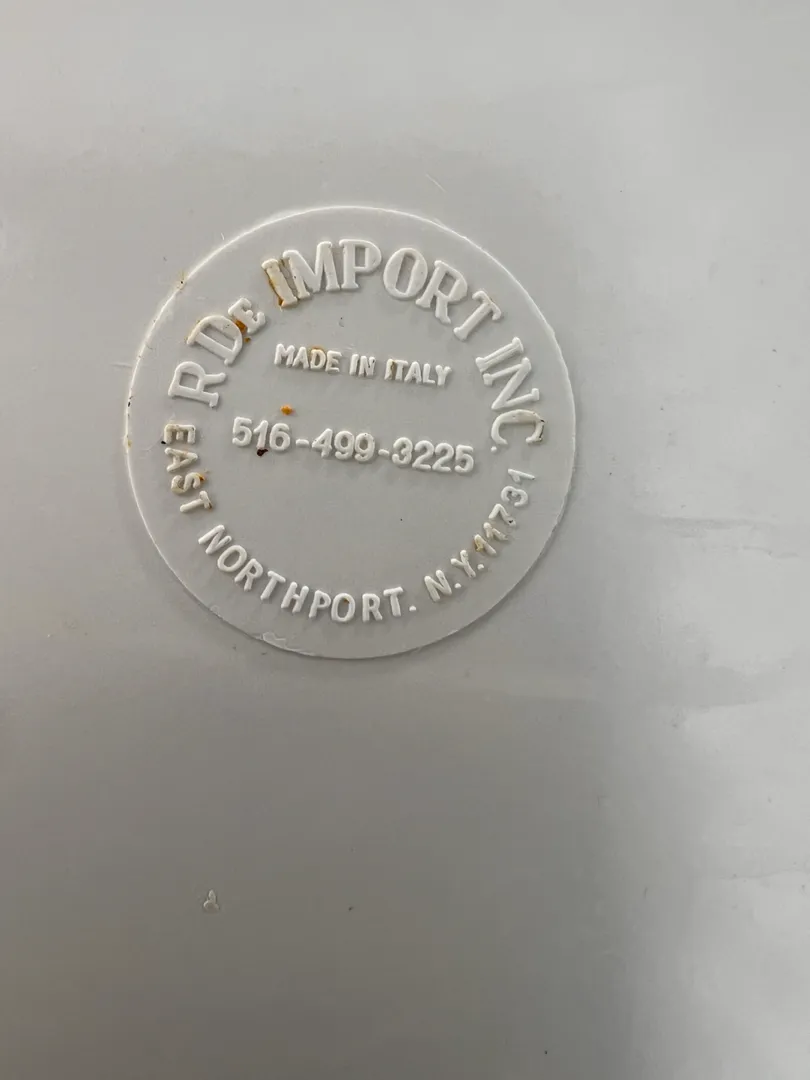 RDE IMPORT INC.
MADE IN ITALY
516-499-3225
EAST NORTHPORT. N.Y. 11731